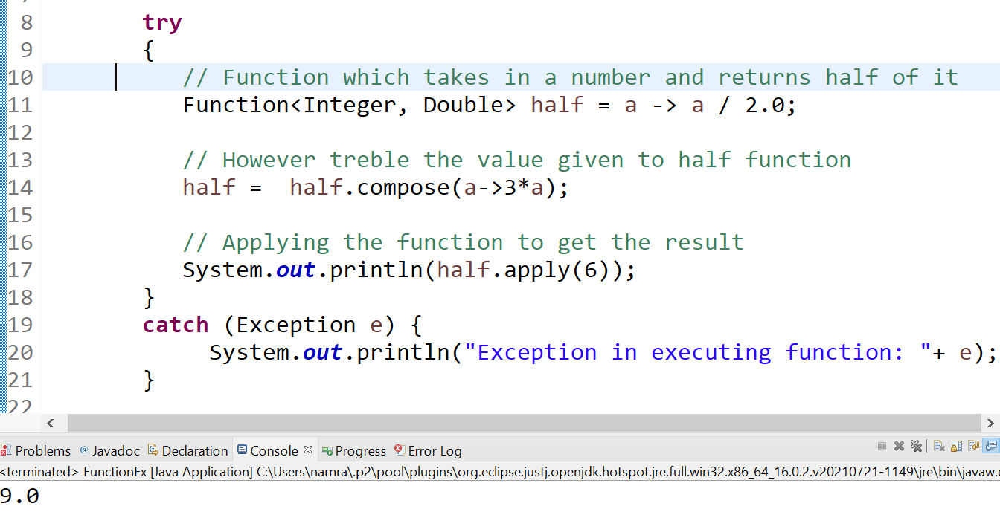 8 try
9 {
10 // Function which takes in a number and returns half of it
11 Function<Integer, Double> half = a -> a / 2.0;
12
13 // However treble the value given to half function
14 half =  half.compose(a->3*a);
15
16 // Applying the function to get the result
17 System.out.println(half.apply(6));
18 }
19 catch (Exception e) {
20 System.out.println("Exception in executing function: "+ e);
21 }
22
Problems @ Javadoc Declaration Console Progress Error Log
<terminated> FunctionEx [Java Application] C:\Users\namra\.p2\pool\plugins\org.eclipse.justj.openjdk.hotspot.jre.full.win32.x86_64_16.0.2.v20210721-1149\jre\bin\javaw.e
9.0